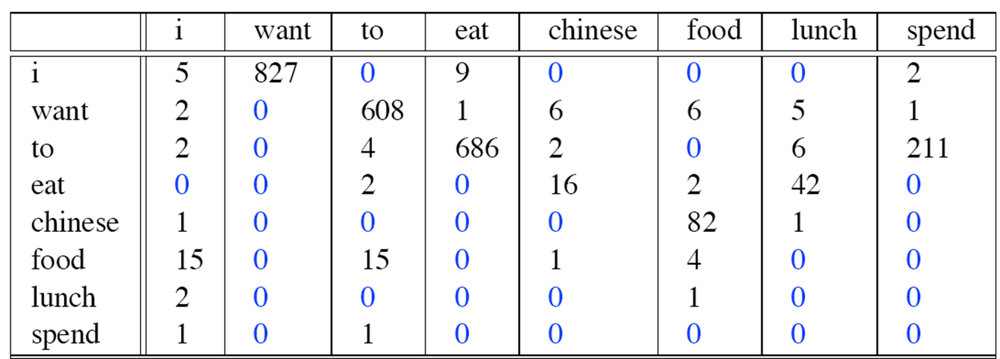 i want to eat chinese food lunch spend
i 5 827 0 9 0 0 0 2
want 2 0 608 1 6 6 5 1
to 2 0 4 686 2 0 6 211
eat 0 0 2 0 16 2 42 0
chinese 1 0 0 0 0 82 1 0
food 15 0 15 0 1 4 0 0
lunch 2 0 0 0 0 1 0 0
spend 1 0 1 0 0 0 0 0